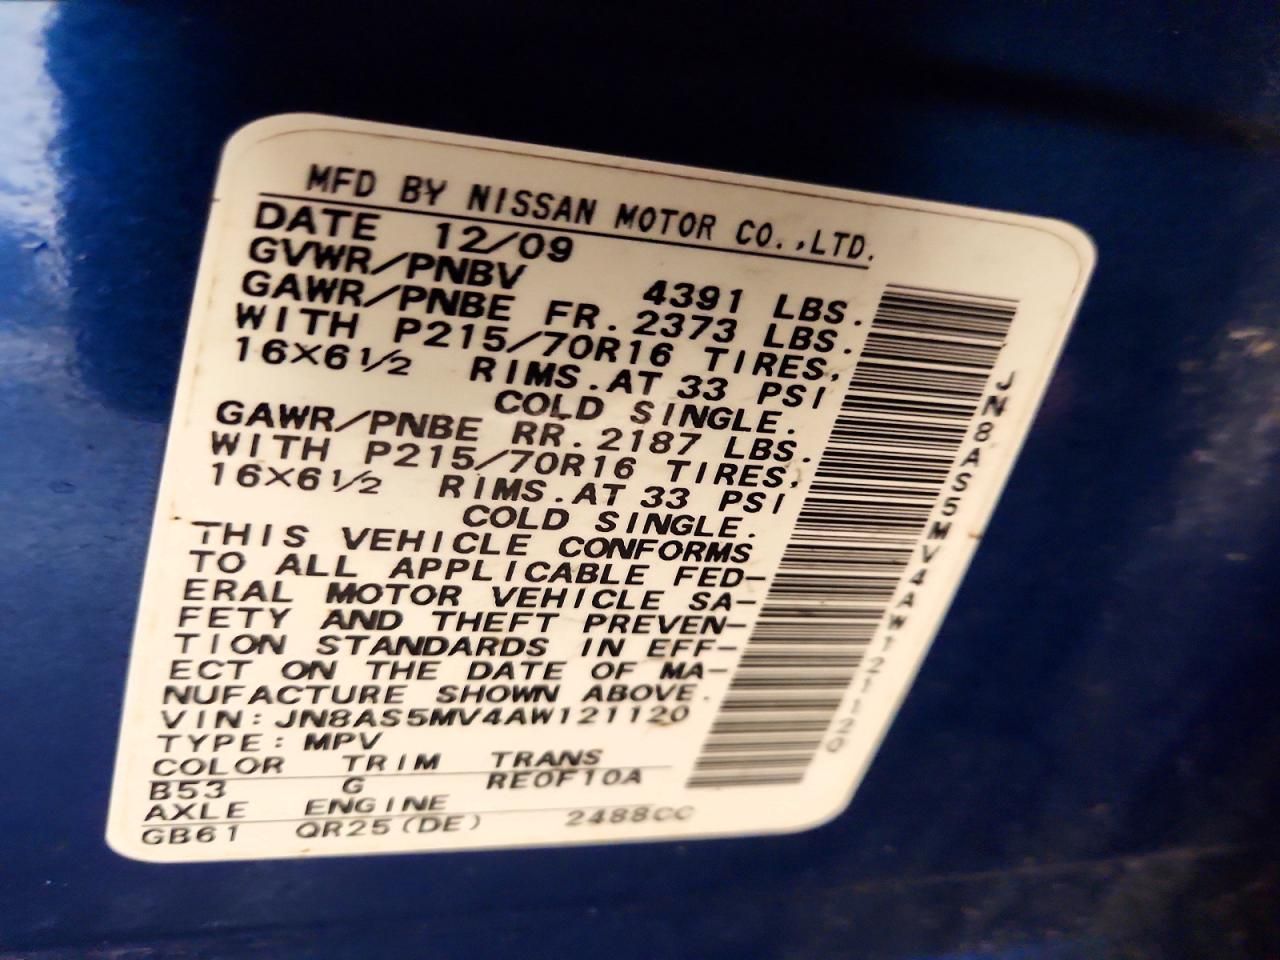 MFD BY NISSAN MOTOR CO.,LTD.
DATE 12/09
GVWR/PNBV 4391 LBS.
GAWR/PNBE FR. 2373 LBS.
WITH P215/70R16 TIRES,
16X6 1/2 RIMS. AT 33 PSI
COLD SINGLE.
GAWR/PNBE RR. 2187 LBS.
WITH P215/70R16 TIRES,
16X6 1/2 RIMS. AT 33 PSI
COLD SINGLE.
THIS VEHICLE CONFORMS
TO ALL APPLICABLE FED-
ERAL MOTOR VEHICLE SA-
FETY AND THEFT PREVEN-
TION STANDARDS IN EFF-
ECT ON THE DATE OF MA-
NUFACTURE SHOWN ABOVE.
VIN: JN8AS5MV4AW121120
TYPE: MPV
COLOR TRIM TRANS
B53 G RE0F10A
AXLE ENGINE
GB61 QR25(DE) 2488CC
JN8AS5MV4AW121120